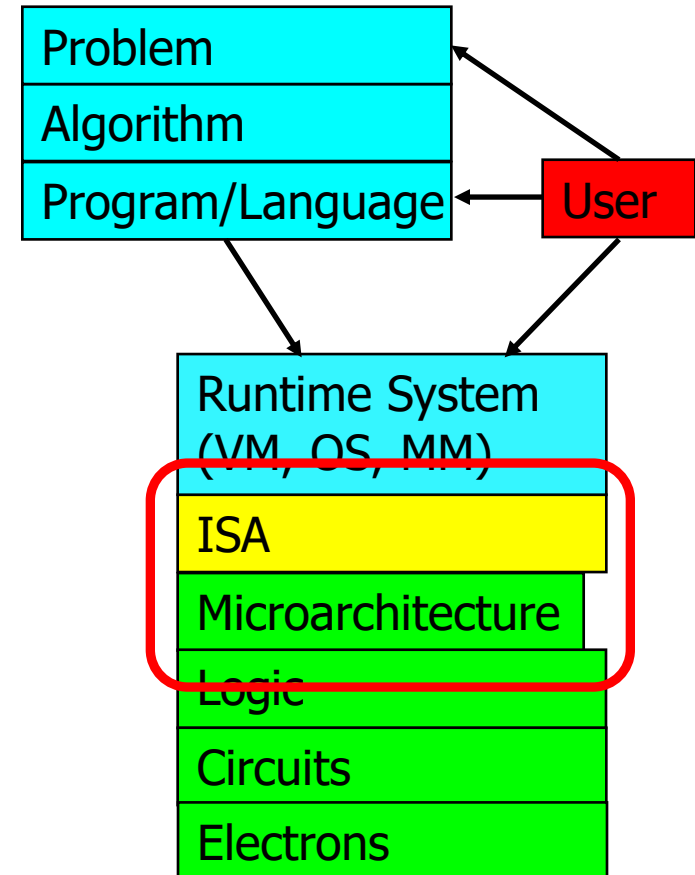 Problem
Algorithm
Program/Language
User
Runtime System
(VM, OS, MM)
ISA
Microarchitecture
Logic
Circuits
Electrons